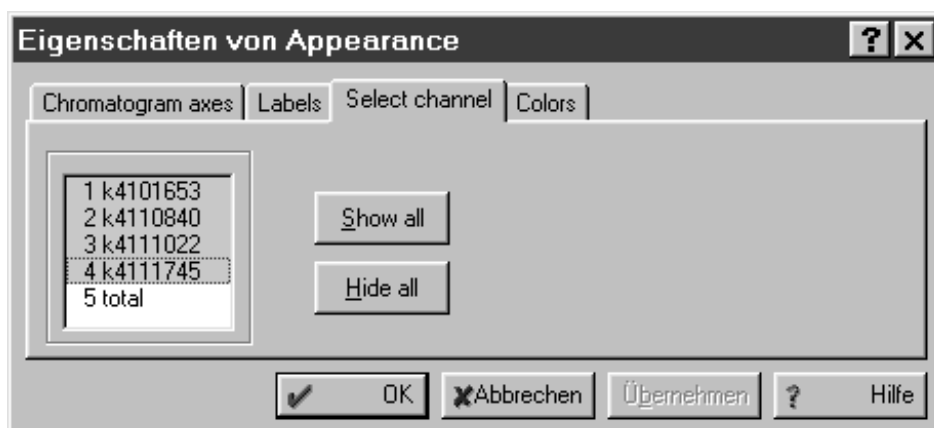 Eigenschaften von Appearance
? ×
Chromatogram axes Labels Select channel Colors
1 k4101653
2 k4110840
3 k4111022
4 k4111745
5 total
Show all
Hide all
OK Abbrechen Übernehmen ? Hilfe